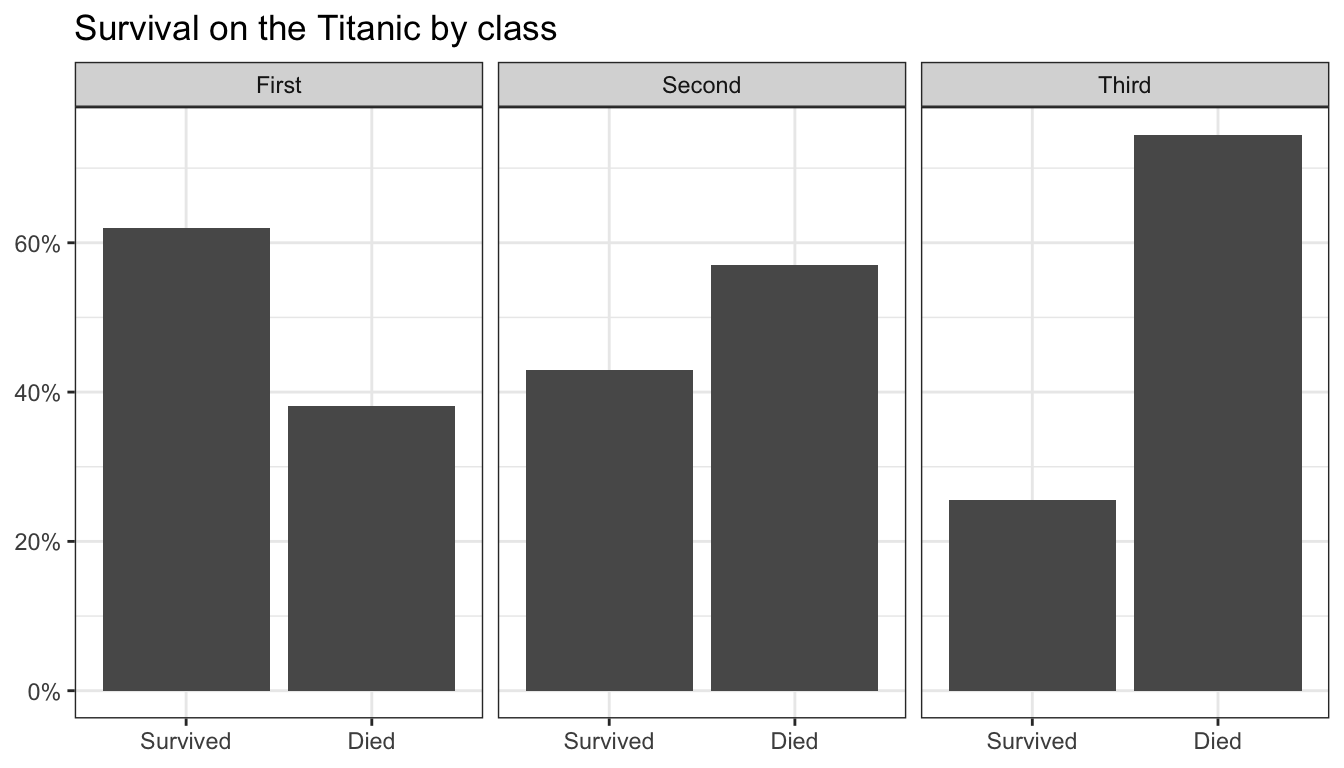 Survival on the Titanic by class
First Second Third
60%
40%
20%
0%
Survived Died Survived Died Survived Died